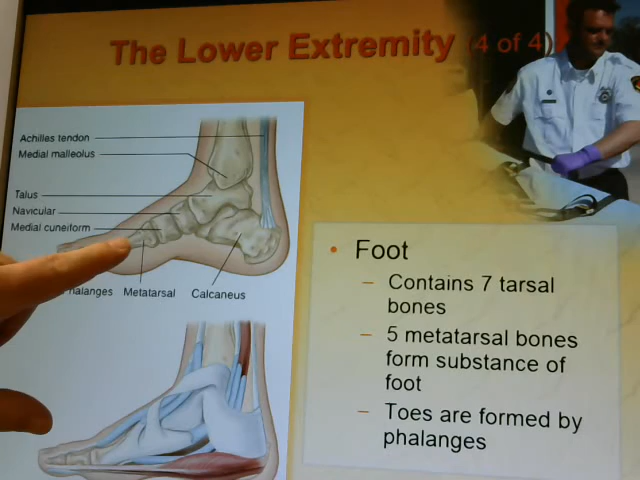 The Lower Extremity (4 of 4)
Achilles tendon
Medial malleolus
Talus
Navicular
Medial cuneiform
halanges Metatarsal Calcaneus
• Foot
– Contains 7 tarsal
bones
– 5 metatarsal bones
form substance of
foot
– Toes are formed by
phalanges